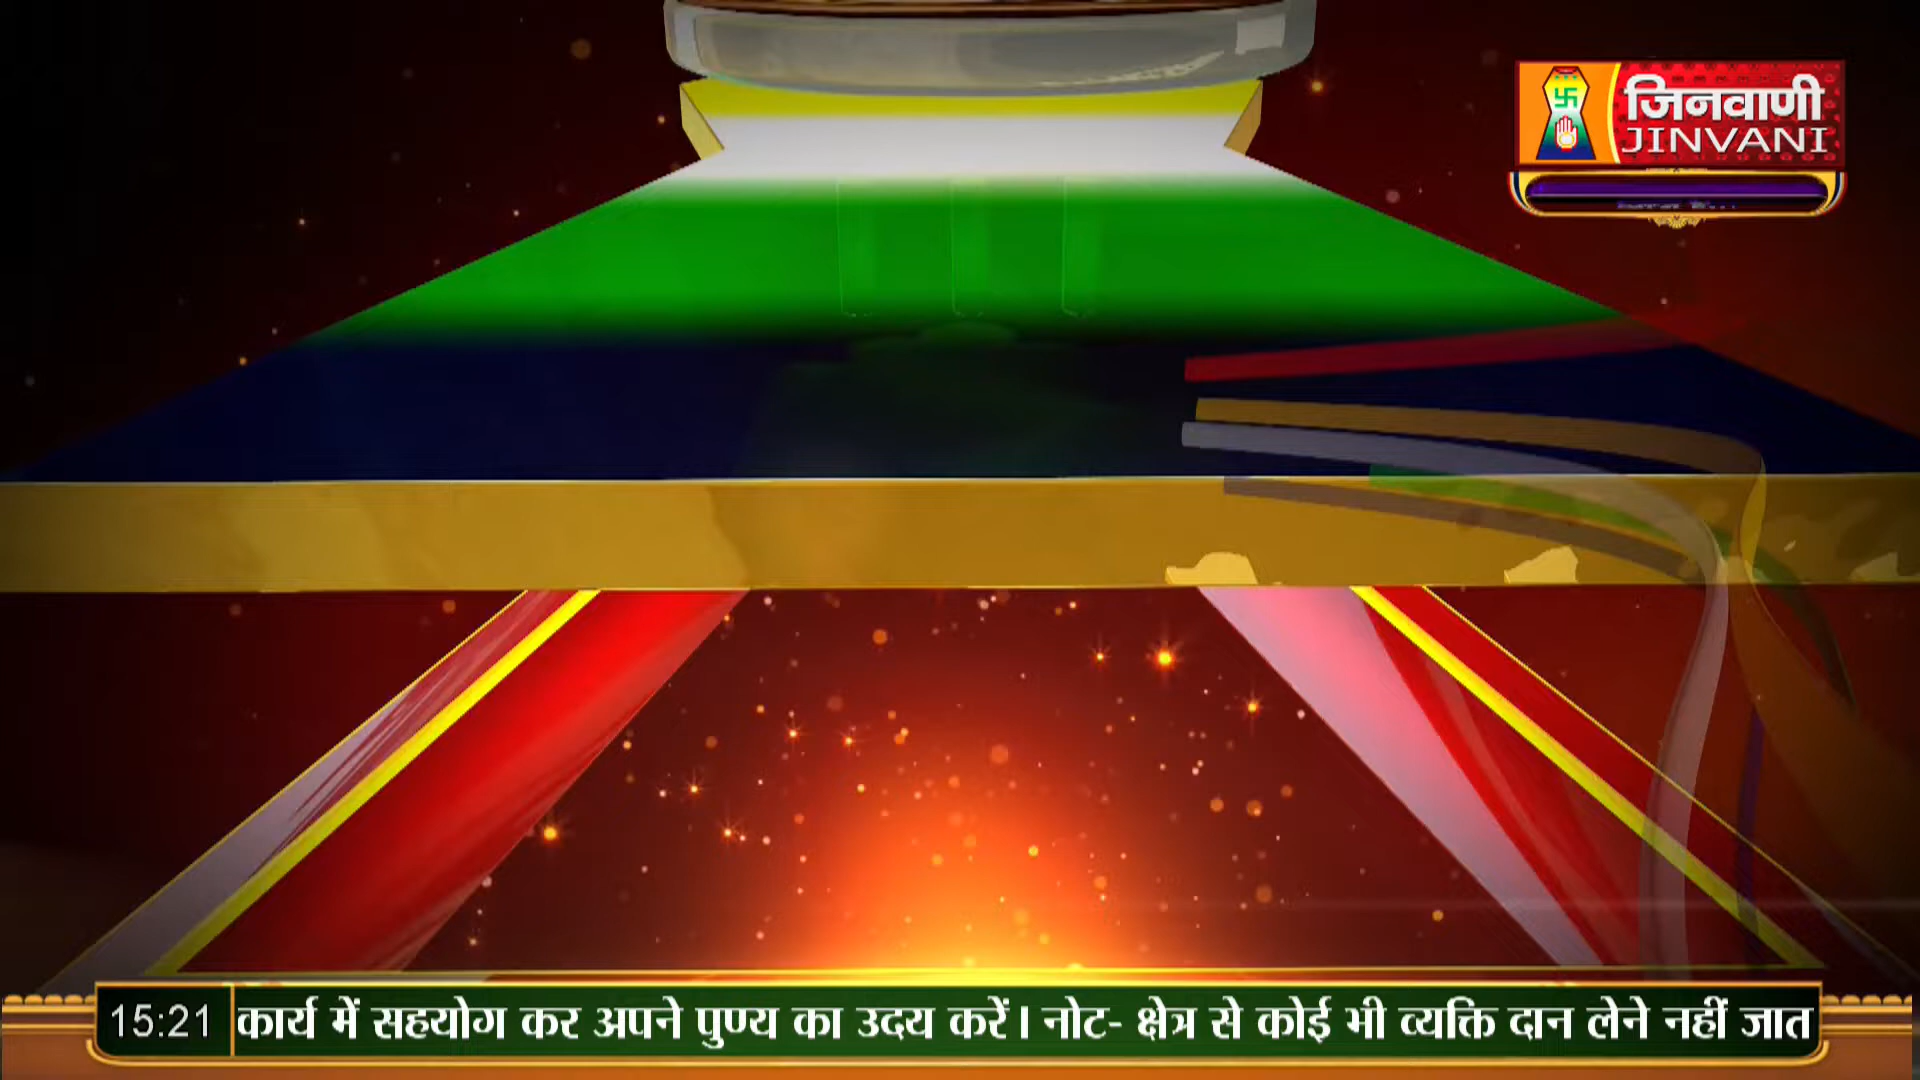 जिनवाणी
JINVANI
15:21
कार्य में सहयोग कर अपने पुण्य का उदय करें। नोट- क्षेत्र से कोई भी व्यक्ति दान लेने नहीं जात